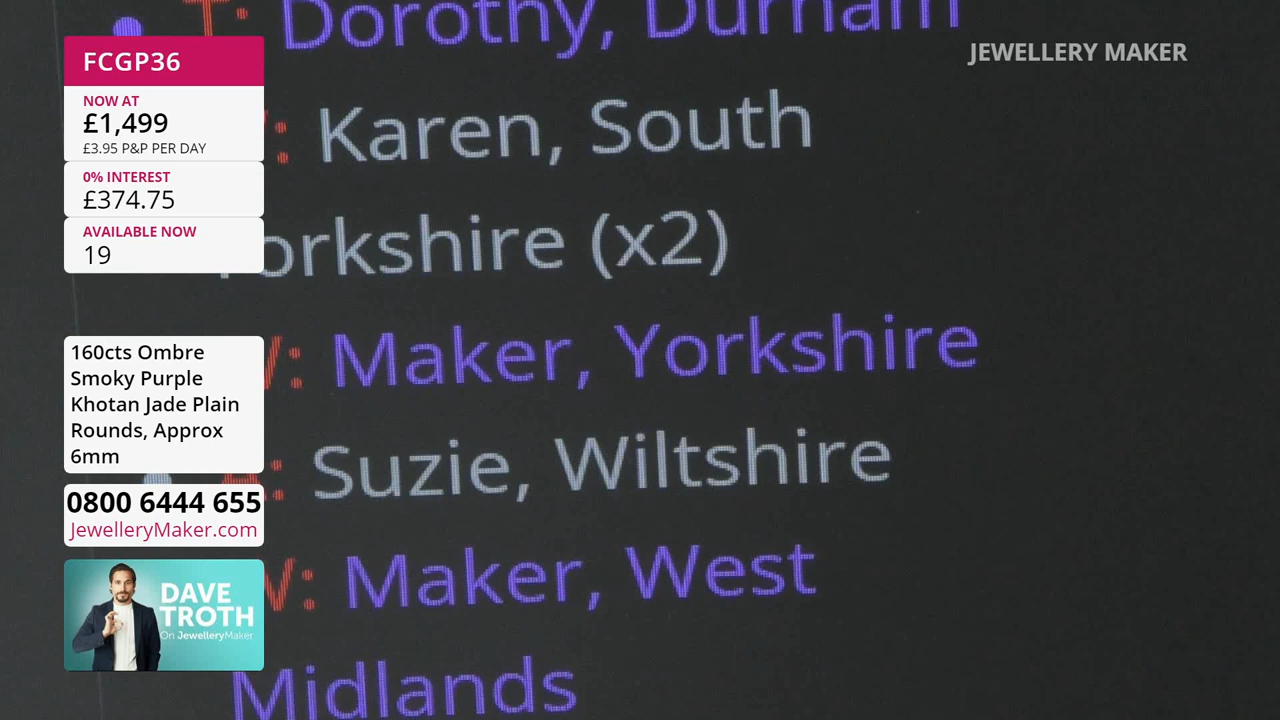 T: Dorothy, Durham
FCGP36
JEWELLERY MAKER
NOW AT
£1,499
£3.95 P&P PER DAY
: Karen, South
0% INTEREST
£374.75
AVAILABLE NOW
19
Yorkshire (x2)
V: Maker, Yorkshire
160cts Ombre
Smoky Purple
Khotan Jade Plain
Rounds, Approx
6mm
: Suzie, Wiltshire
0800 6444 655
JewelleryMaker.com
V: Maker, West
Midlands
DAVE
TROTH
On JewelleryMaker